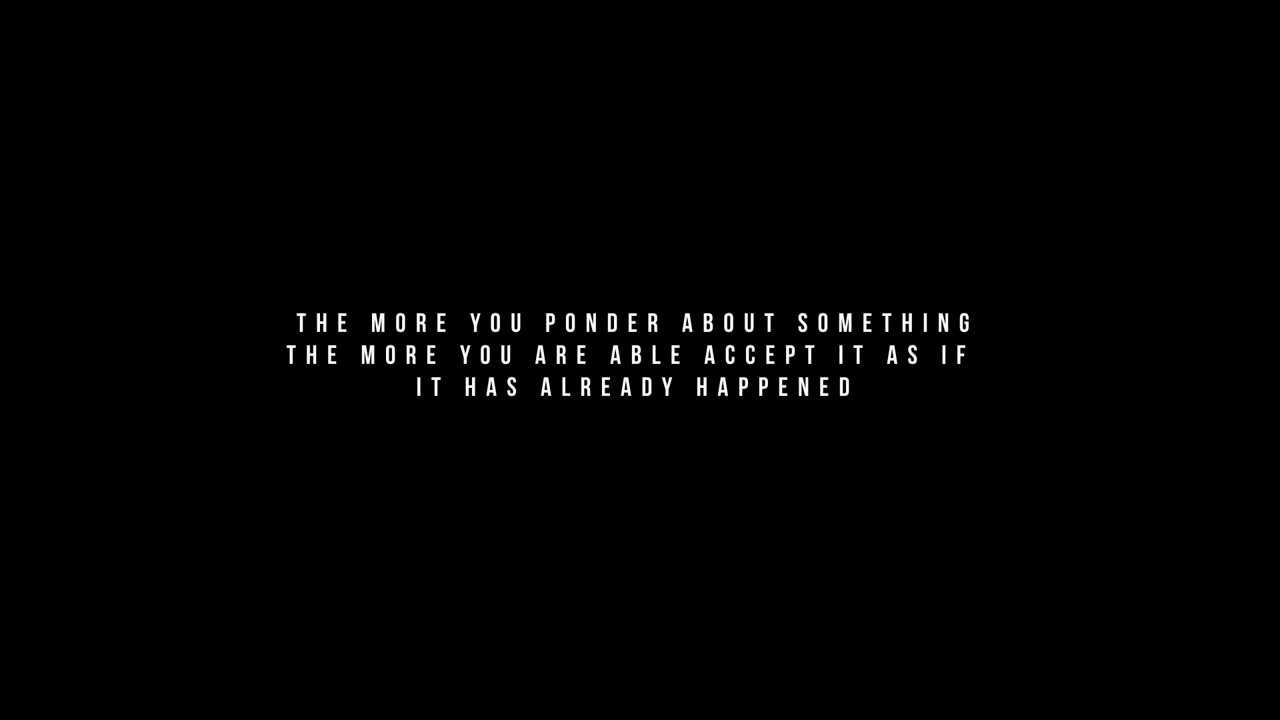 THE MORE YOU PONDER ABOUT SOMETHING
THE MORE YOU ARE ABLE ACCEPT IT AS IF
IT HAS ALREADY HAPPENED